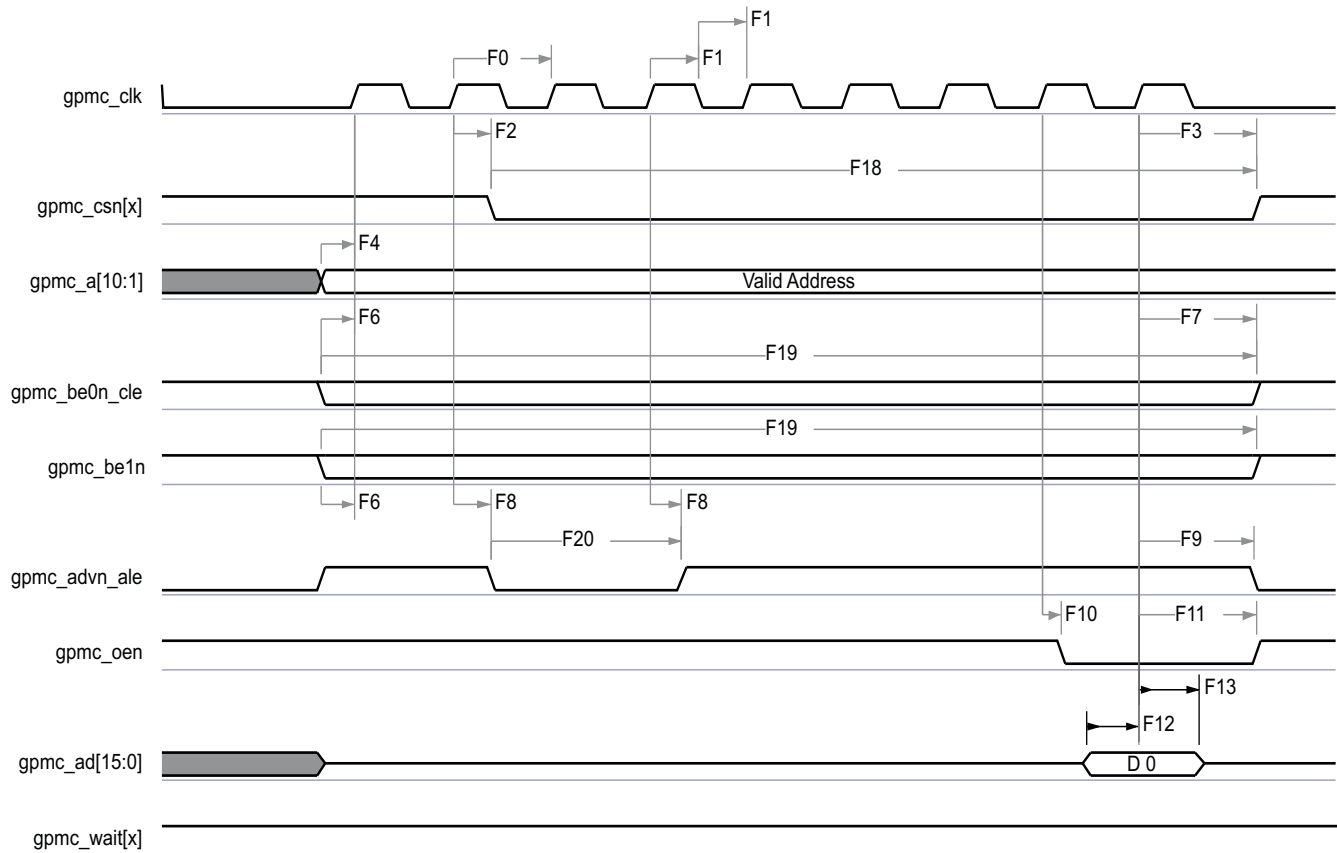 F1
F0
F1
gpmc_clk
F2
F3
F18
gpmc_csn[x]
F4
gpmc_a[10:1]
Valid Address
F6
F7
F19
gpmc_be0n_cle
F19
gpmc_be1n
F6
F8
F8
F20
F9
gpmc_advn_ale
F10
F11
gpmc_oen
F13
F12
gpmc_ad[15:0]
D 0
gpmc_wait[x]